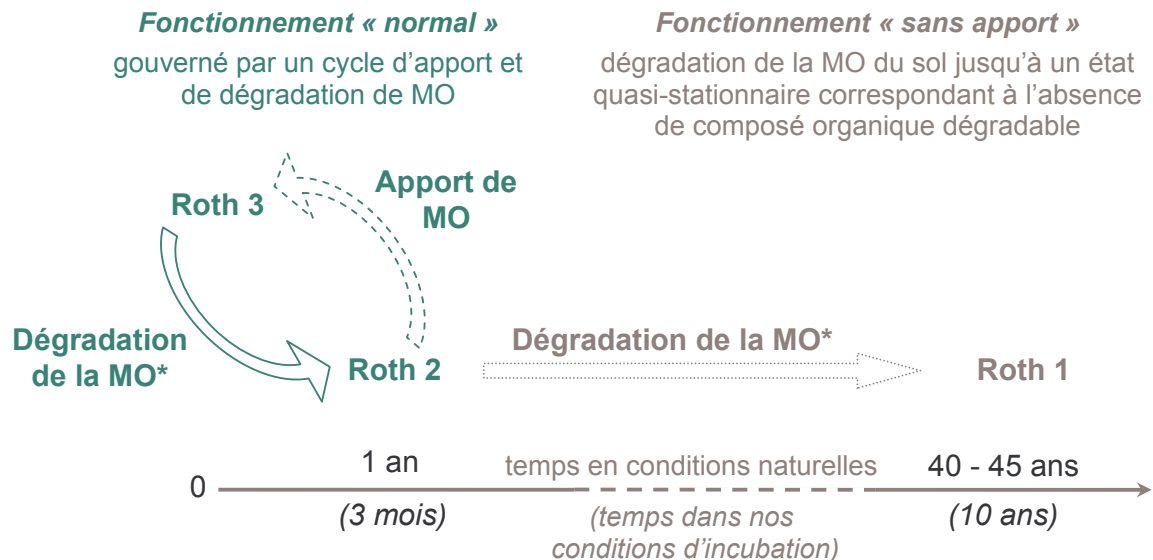 Fonctionnement « normal »
gouverné par un cycle d’apport et
de dégradation de MO
Fonctionnement « sans apport »
dégradation de la MO du sol jusqu’à un état
quasi-stationnaire correspondant à l’absence
de composé organique dégradable
Roth 3
Apport de
MO
Dégradation
de la MO*
Roth 2
Dégradation de la MO*
Roth 1
0
1 an
temps en conditions naturelles
40 - 45 ans
(3 mois)
(temps dans nos
conditions d’incubation)
(10 ans)